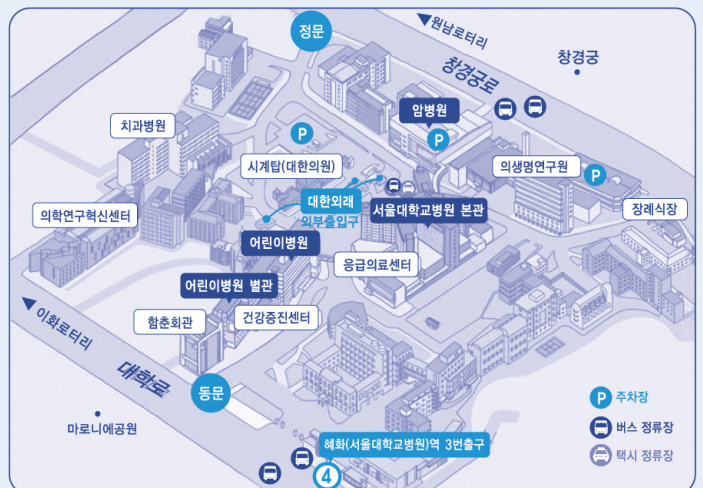 정문
원남로터리
창경궁로
창경궁
암병원
P
치과병원
P
시계탑(대한의원)
의생명연구원
P
대한외래
외부출입구
서울대학교병원 본관
장례식장
의학연구혁신센터
어린이병원
응급의료센터
어린이병원 별관
함춘회관
건강증진센터
이화로터리
대학로
동문
마로니에공원
혜화(서울대학교병원)역 3번출구
4
P 주차장
버스 정류장
택시 정류장